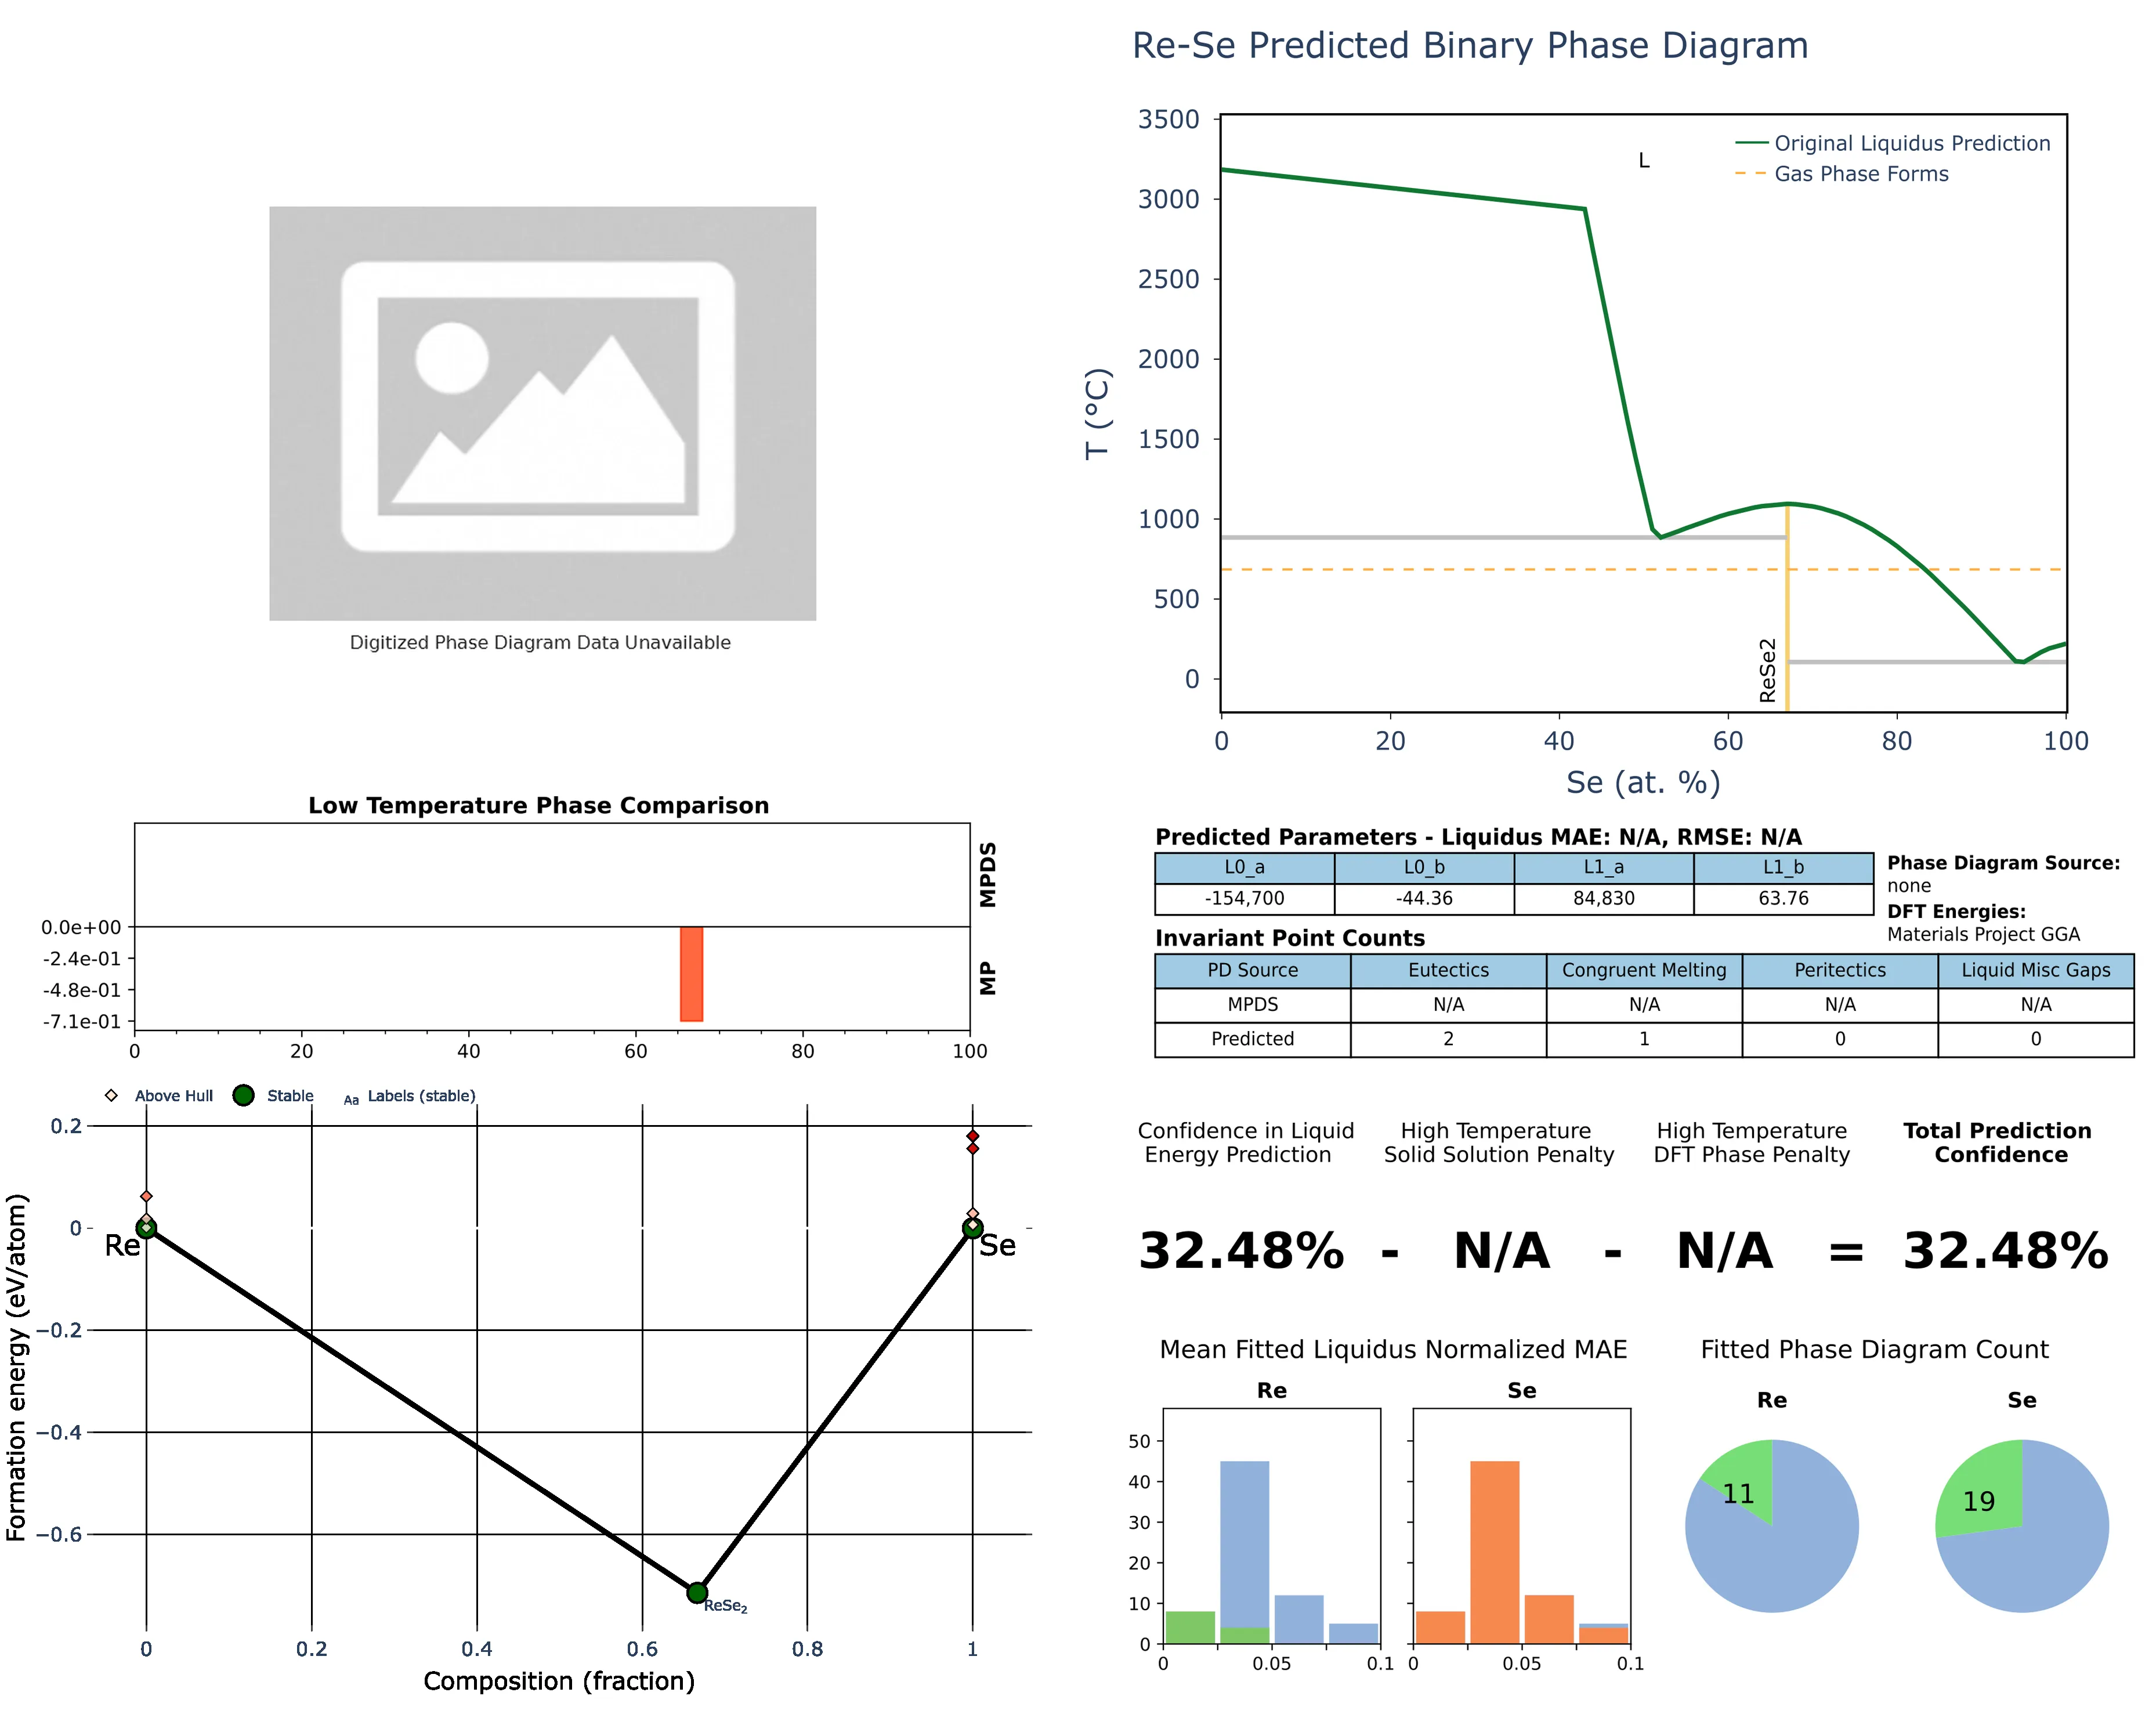 Re-Se Predicted Binary Phase Diagram
3500
3000
2500
2000
1500
1000
500
0
T (°C)
L
Original Liquidus Prediction
Gas Phase Forms
ReSe2
0 20 40 60 80 100
Se (at. %)
Digitized Phase Diagram Data Unavailable
Low Temperature Phase Comparison
MPDS
MP
0.0e+00
-2.4e-01
-4.8e-01
-7.1e-01
0 20 40 60 80 100
Predicted Parameters - Liquidus MAE: N/A, RMSE: N/A
L0_a L0_b L1_a L1_b
-154,700 -44.36 84,830 63.76
Phase Diagram Source:
none
DFT Energies:
Materials Project GGA
Invariant Point Counts
PD Source Eutectics Congruent Melting Peritectics Liquid Misc Gaps
MPDS N/A N/A N/A N/A
Predicted 2 1 0 0
Above Hull Stable Aa Labels (stable)
0.2
0
−0.2
−0.4
−0.6
Formation energy (eV/atom)
Re
Se
ReSe₂
0 0.2 0.4 0.6 0.8 1
Composition (fraction)
Confidence in Liquid
Energy Prediction
High Temperature
Solid Solution Penalty
High Temperature
DFT Phase Penalty
Total Prediction
Confidence
32.48% - N/A - N/A = 32.48%
Mean Fitted Liquidus Normalized MAE
Re
Se
50
40
30
20
10
0
0 0.05 0.1
0 0.05 0.1
Fitted Phase Diagram Count
Re
Se
11
19